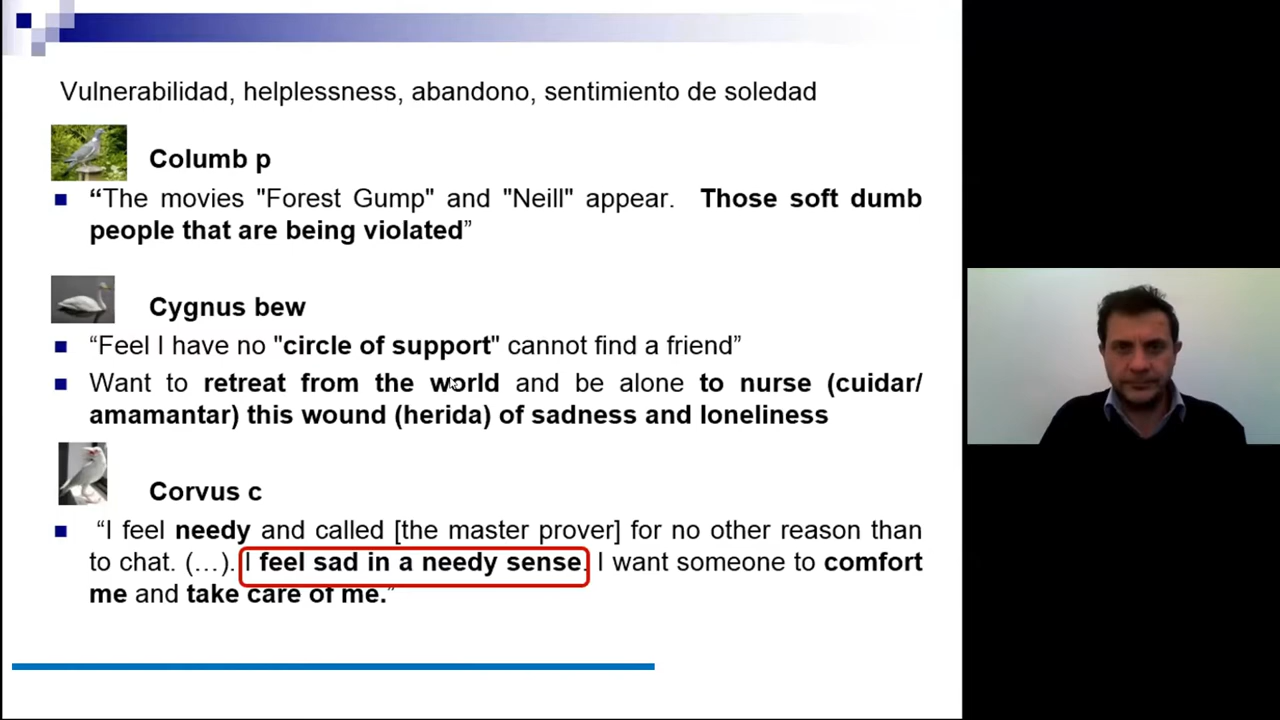 Vulnerabilidad, helplessness, abandono, sentimiento de soledad
Columb p
“The movies "Forest Gump" and "Neill" appear. Those soft dumb
people that are being violated”
Cygnus bew
“Feel I have no "circle of support" cannot find a friend”
Want to retreat from the world and be alone to nurse (cuidar/
amamantar) this wound (herida) of sadness and loneliness
Corvus c
“I feel needy and called [the master prover] for no other reason than
to chat. (…). I feel sad in a needy sense. I want someone to comfort
me and take care of me.”